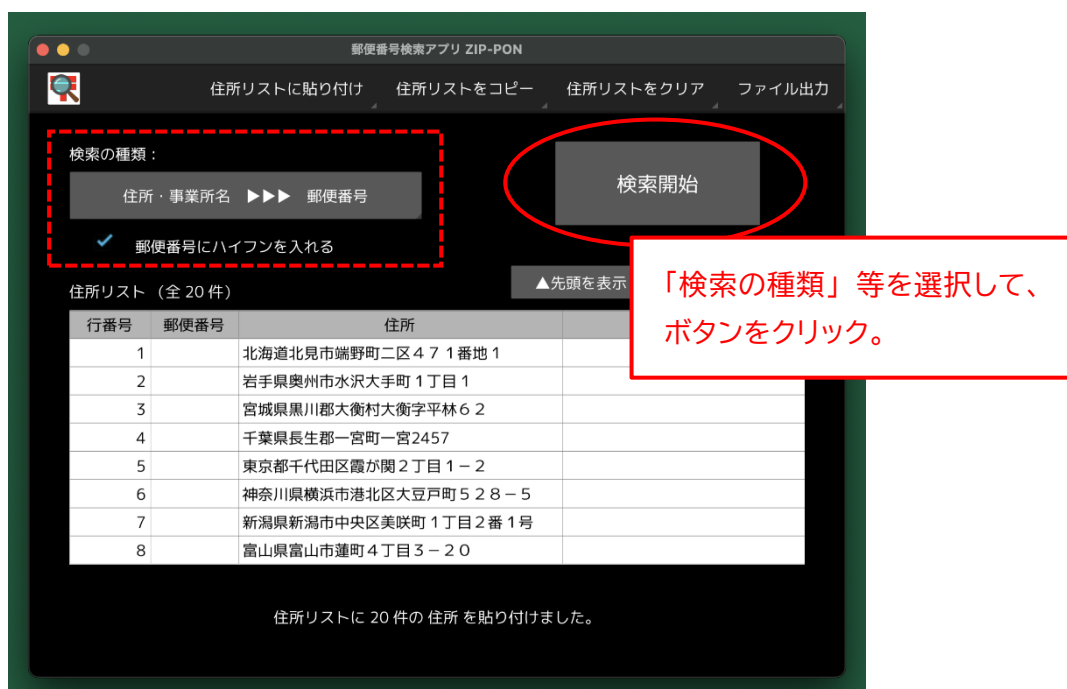 郵便番号検索アプリ ZIP-PON
住所リストに貼り付け 住所リストをコピー 住所リストをクリア ファイル出力
検索の種類：
住所・事業所名 ▶▶▶ 郵便番号
検索開始
郵便番号にハイフンを入れる
「検索の種類」等を選択して、
ボタンをクリック。
住所リスト （全 20 件）
▲先頭を表示
行番号 郵便番号 住所
1 北海道北見市端野町二区４７１番地１
2 岩手県奥州市水沢大手町１丁目１
3 宮城県黒川郡大衡村大衡字平林６２
4 千葉県長生郡一宮町一宮2457
5 東京都千代田区霞が関２丁目１－２
6 神奈川県横浜市港北区大豆戸町５２８－５
7 新潟県新潟市中央区美咲町１丁目２番１号
8 富山県富山市蓮町４丁目３－２０
住所リストに 20 件の 住所 を貼り付けました。